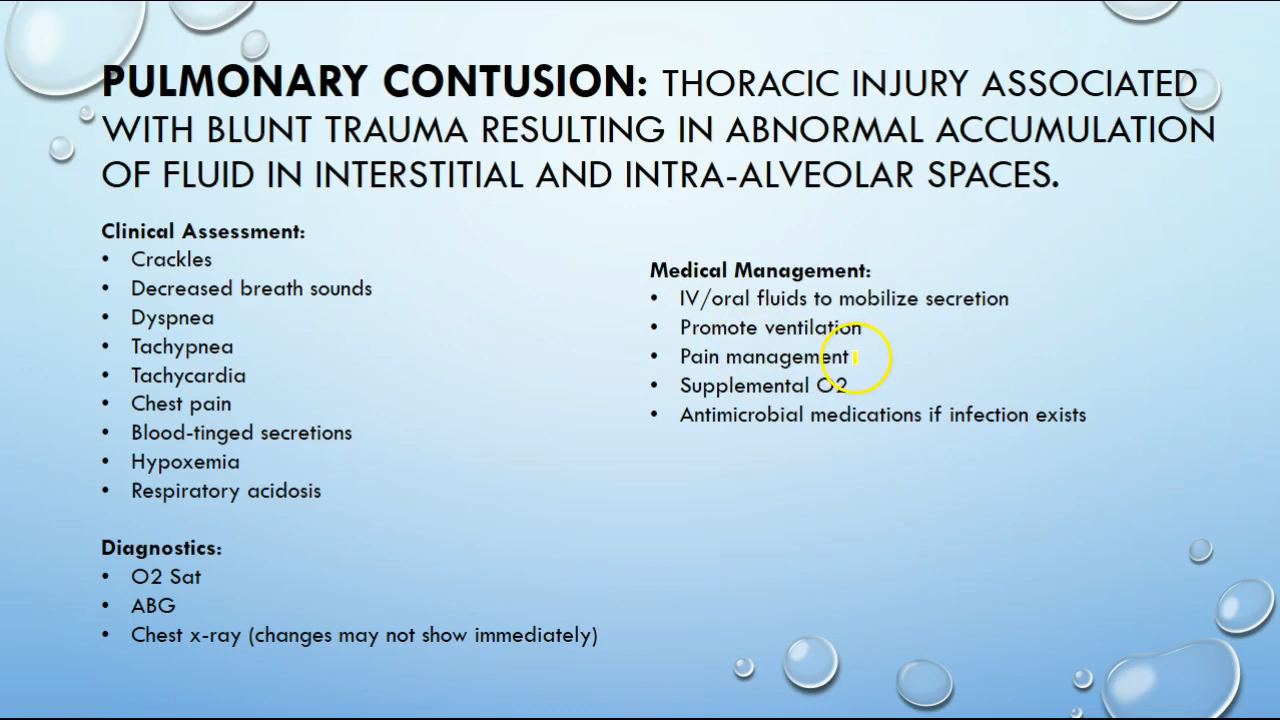 PULMONARY CONTUSION: THORACIC INJURY ASSOCIATED
WITH BLUNT TRAUMA RESULTING IN ABNORMAL ACCUMULATION
OF FLUID IN INTERSTITIAL AND INTRA-ALVEOLAR SPACES.
Clinical Assessment:
• Crackles
• Decreased breath sounds
• Dyspnea
• Tachypnea
• Tachycardia
• Chest pain
• Blood-tinged secretions
• Hypoxemia
• Respiratory acidosis
Diagnostics:
• O2 Sat
• ABG
• Chest x-ray (changes may not show immediately)
Medical Management:
• IV/oral fluids to mobilize secretion
• Promote ventilation
• Pain management
• Supplemental O2
• Antimicrobial medications if infection exists